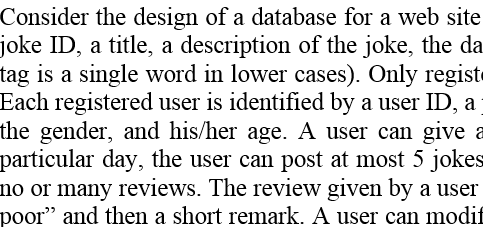 Consider the design of a database for a web site
joke ID, a title, a description of the joke, the da
tag is a single word in lower cases). Only regist
Each registered user is identified by a user ID, a
the gender, and his/her age. A user can give a
particular day, the user can post at most 5 jokes
no or many reviews. The review given by a user
poor” and then a short remark. A user can modif